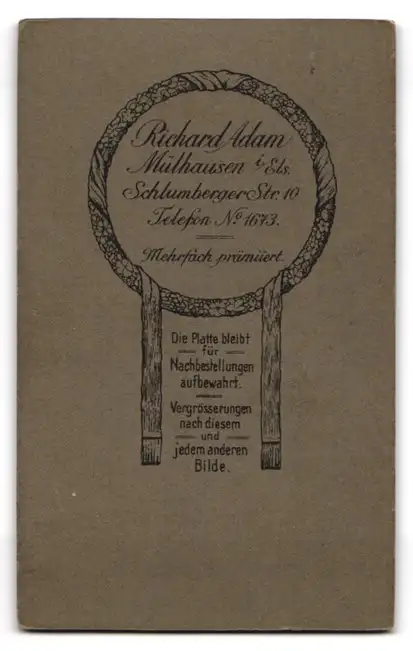 Richard Adam
Mülhausen i. Els.
Schlumberger Str. 10
Telefon No 1673.
Mehrfach prämiiert.
Die Platte bleibt
für
Nachbestellungen
aufbewahrt.
Vergrösserungen
nach diesem
und
jedem anderen
Bilde.